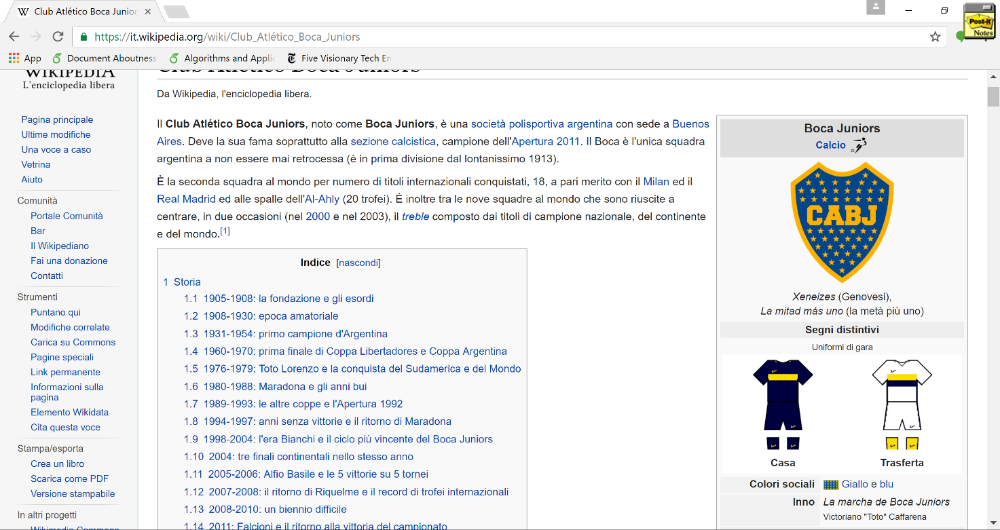 Club Atlético Boca Junior
Post-it
Notes
https://it.wikipedia.org/wiki/Club_Atlético_Boca_Juniors
App
Document Aboutness
Algorithms and Applic
Five Visionary Tech En
WIKIPEDIA
L'enciclopedia libera
Pagina principale
Ultime modifiche
Una voce a caso
Vetrina
Aiuto
Comunità
Portale Comunità
Bar
Il Wikipediano
Fai una donazione
Contatti
Strumenti
Puntano qui
Modifiche correlate
Carica su Commons
Pagine speciali
Link permanente
Informazioni sulla
pagina
Elemento Wikidata
Cita questa voce
Stampa/esporta
Crea un libro
Scarica come PDF
Versione stampabile
In altri progetti
Wikimedia Commons
Club Atlético Boca Juniors
Da Wikipedia, l'enciclopedia libera.
Il Club Atlético Boca Juniors, noto come Boca Juniors, è una società polisportiva argentina con sede a Buenos
Aires. Deve la sua fama soprattutto alla sezione calcistica, campione dell'Apertura 2011. Il Boca è l'unica squadra
argentina a non essere mai retrocessa (è in prima divisione dal lontanissimo 1913).
È la seconda squadra al mondo per numero di titoli internazionali conquistati, 18, a pari merito con il Milan ed il
Real Madrid ed alle spalle dell'Al-Ahly (20 trofei). È inoltre tra le nove squadre al mondo che sono riuscite a
centrare, in due occasioni (nel 2000 e nel 2003), il treble composto dai titoli di campione nazionale, del continente
e del mondo.[1]
Indice [nascondi]
1 Storia
1.1 1905-1908: la fondazione e gli esordi
1.2 1908-1930: epoca amatoriale
1.3 1931-1954: primo campione d'Argentina
1.4 1960-1970: prima finale di Coppa Libertadores e Coppa Argentina
1.5 1976-1979: Toto Lorenzo e la conquista del Sudamerica e del Mondo
1.6 1980-1988: Maradona e gli anni bui
1.7 1989-1993: le altre coppe e l'Apertura 1992
1.8 1994-1997: anni senza vittorie e il ritorno di Maradona
1.9 1998-2004: l'era Bianchi e il ciclo più vincente del Boca Juniors
1.10 2004: tre finali continentali nello stesso anno
1.11 2005-2006: Alfio Basile e le 5 vittorie su 5 tornei
1.12 2007-2008: il ritorno di Riquelme e il record di trofei internazionali
1.13 2008-2010: un biennio difficile
1.14 2011: Falcioni e il ritorno alla vittoria del campionato
Boca Juniors
Calcio
CABJ
Xeneizes (Genovesi),
La mitad más uno (la metà più uno)
Segni distintivi
Uniformi di gara
Casa
Trasferta
Colori sociali Giallo e blu
Inno La marcha de Boca Juniors
Victoriano "Toto" Caffarena